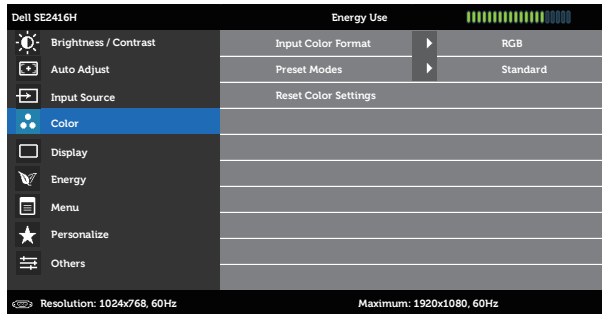 Dell SE2416H Energy Use
Brightness / Contrast Input Color Format RGB
Auto Adjust Preset Modes Standard
Input Source Reset Color Settings
Color
Display
Energy
Menu
Personalize
Others
Resolution: 1024x768, 60Hz Maximum: 1920x1080, 60Hz